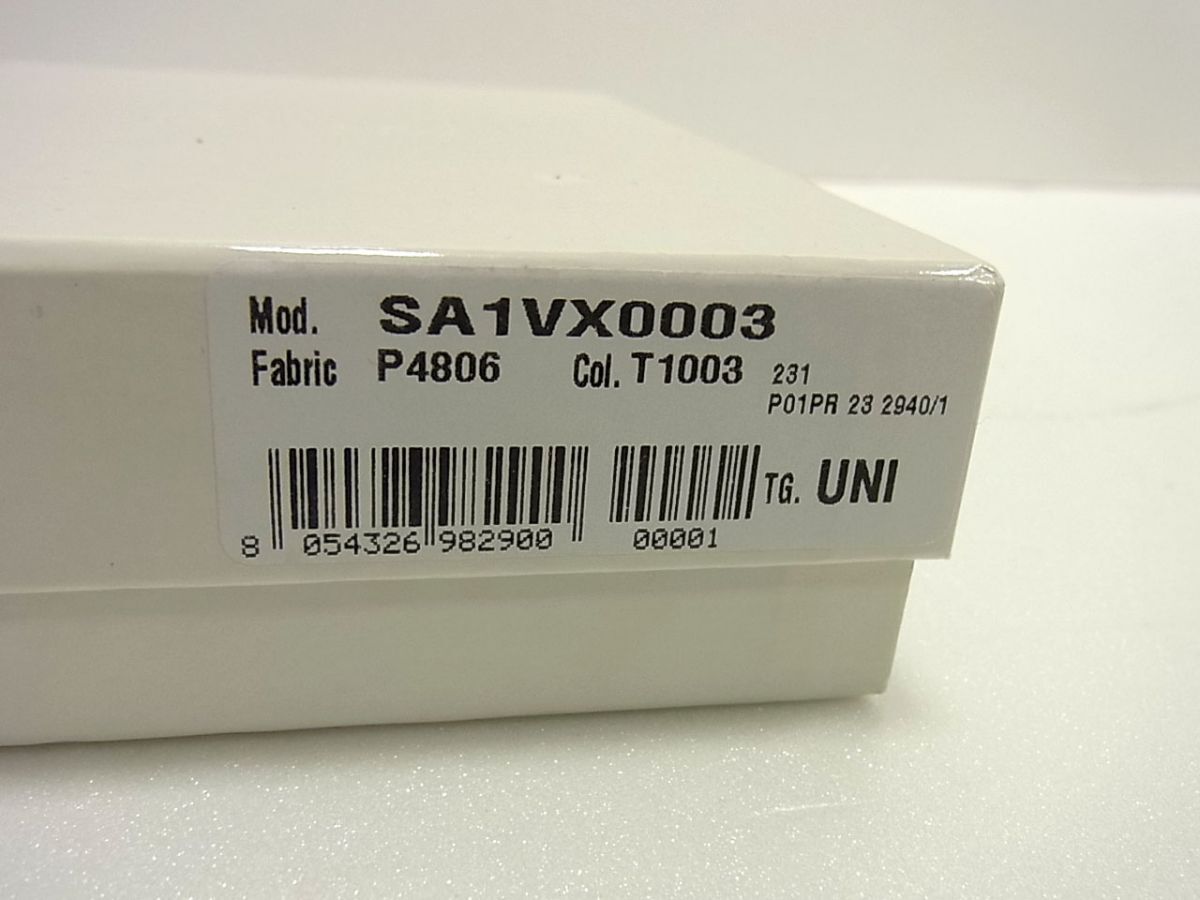 Mod. SA1VX0003
Fabric P4806 Col. T1003 231
P01PR 23 2940/1
TG. UNI
8 054326 982900 00001